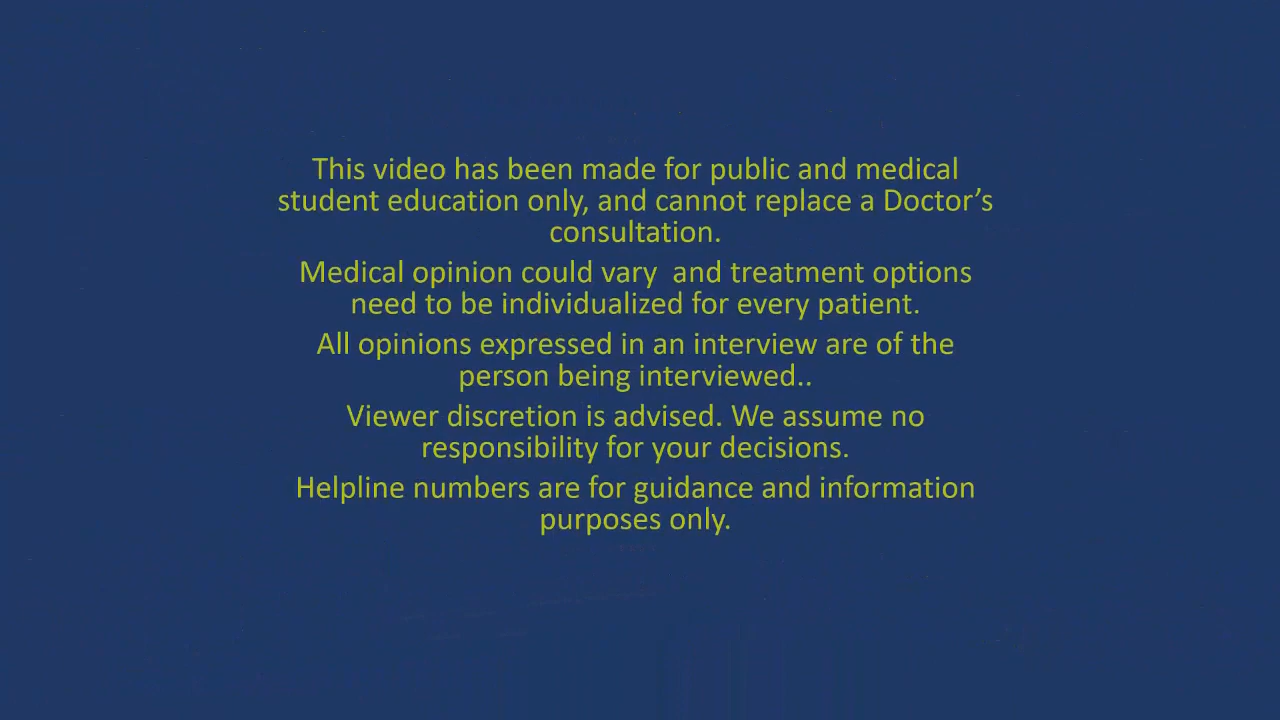 This video has been made for public and medical
student education only, and cannot replace a Doctor’s
consultation.
Medical opinion could vary  and treatment options
need to be individualized for every patient.
All opinions expressed in an interview are of the
person being interviewed..
Viewer discretion is advised. We assume no
responsibility for your decisions.
Helpline numbers are for guidance and information
purposes only.